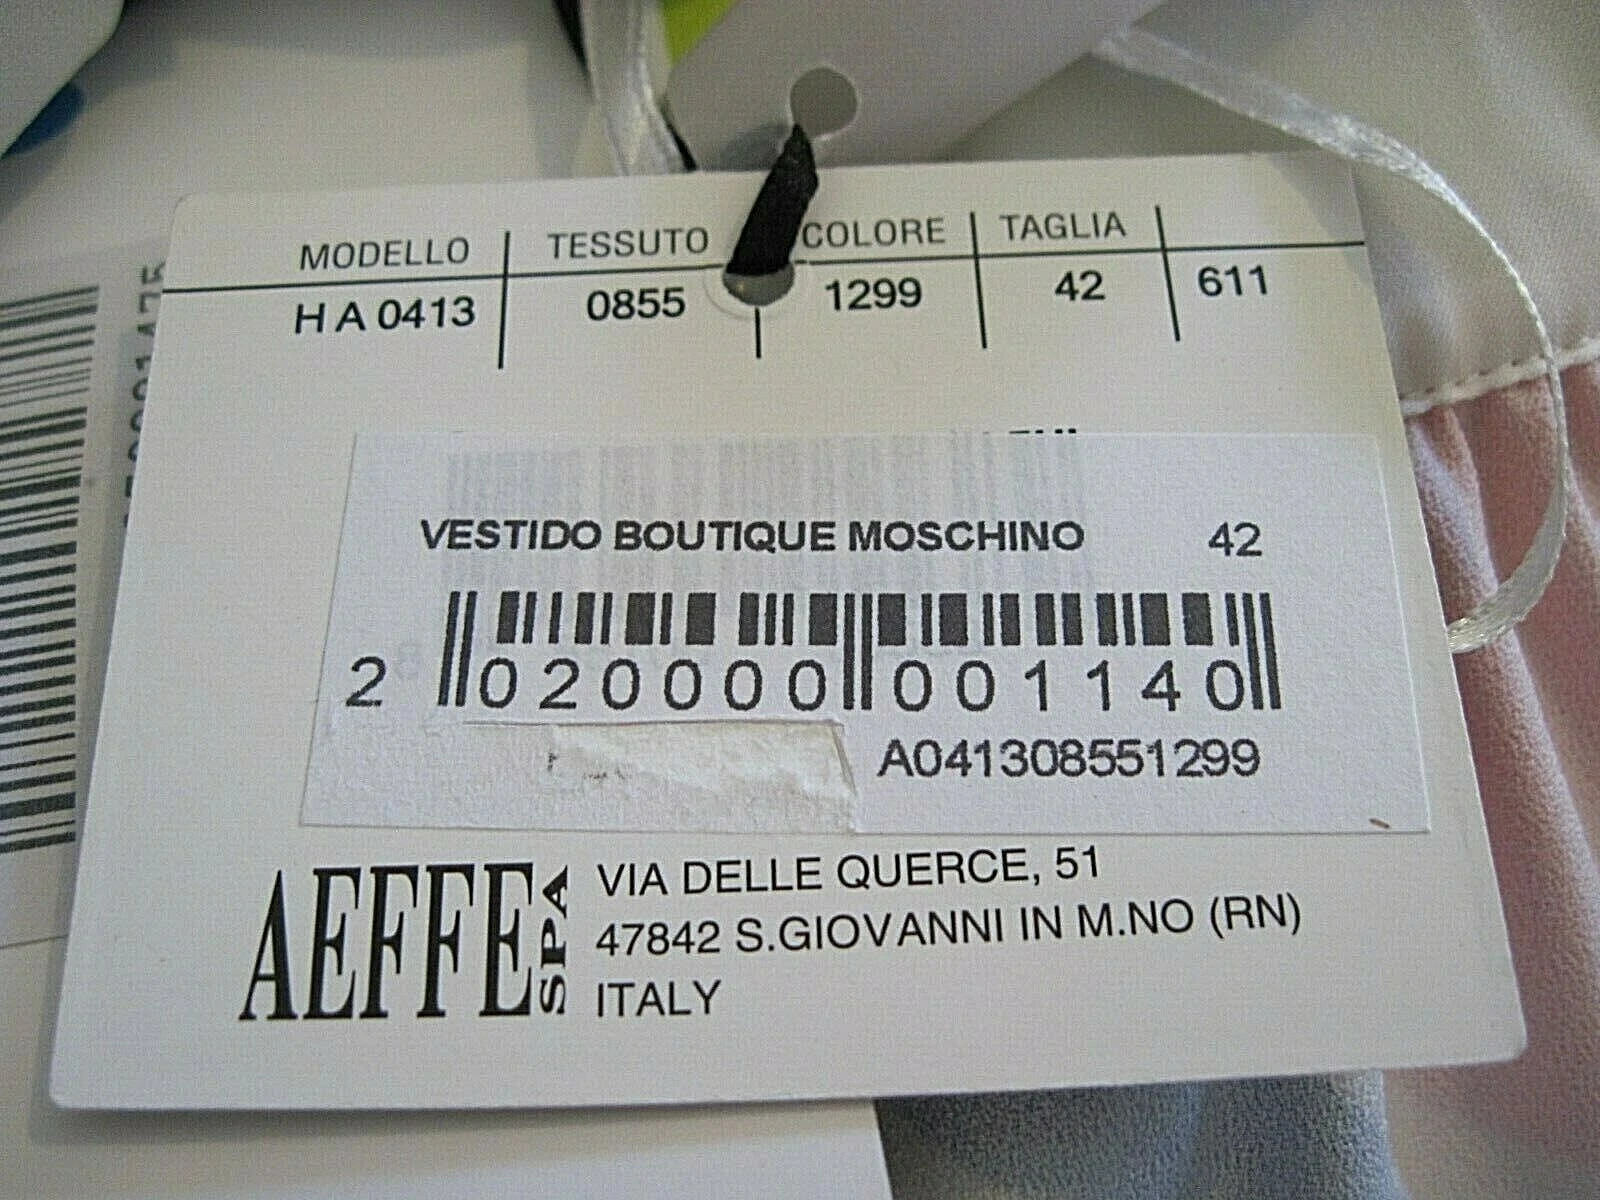 MODELLO TESSUTO COLORE TAGLIA
H A 0413 0855 1299 42 611
VESTIDO BOUTIQUE MOSCHINO 42
2 020000 001140
A041308551299
AEFFE SPA
VIA DELLE QUERCE, 51
47842 S.GIOVANNI IN M.NO (RN)
ITALY